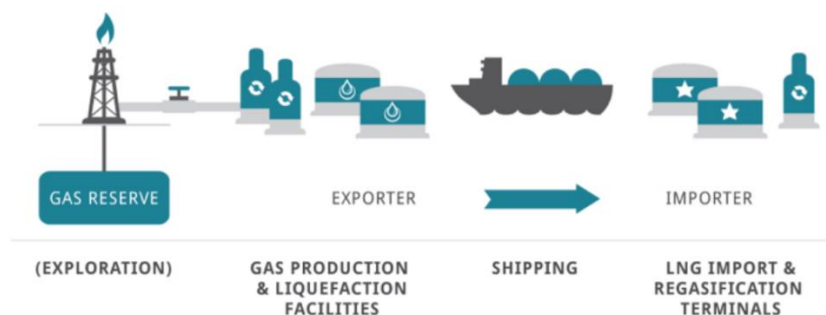 GAS RESERVE
EXPORTER
IMPORTER
(EXPLORATION)
GAS PRODUCTION
& LIQUEFACTION
FACILITIES
SHIPPING
LNG IMPORT &
REGASIFICATION
TERMINALS